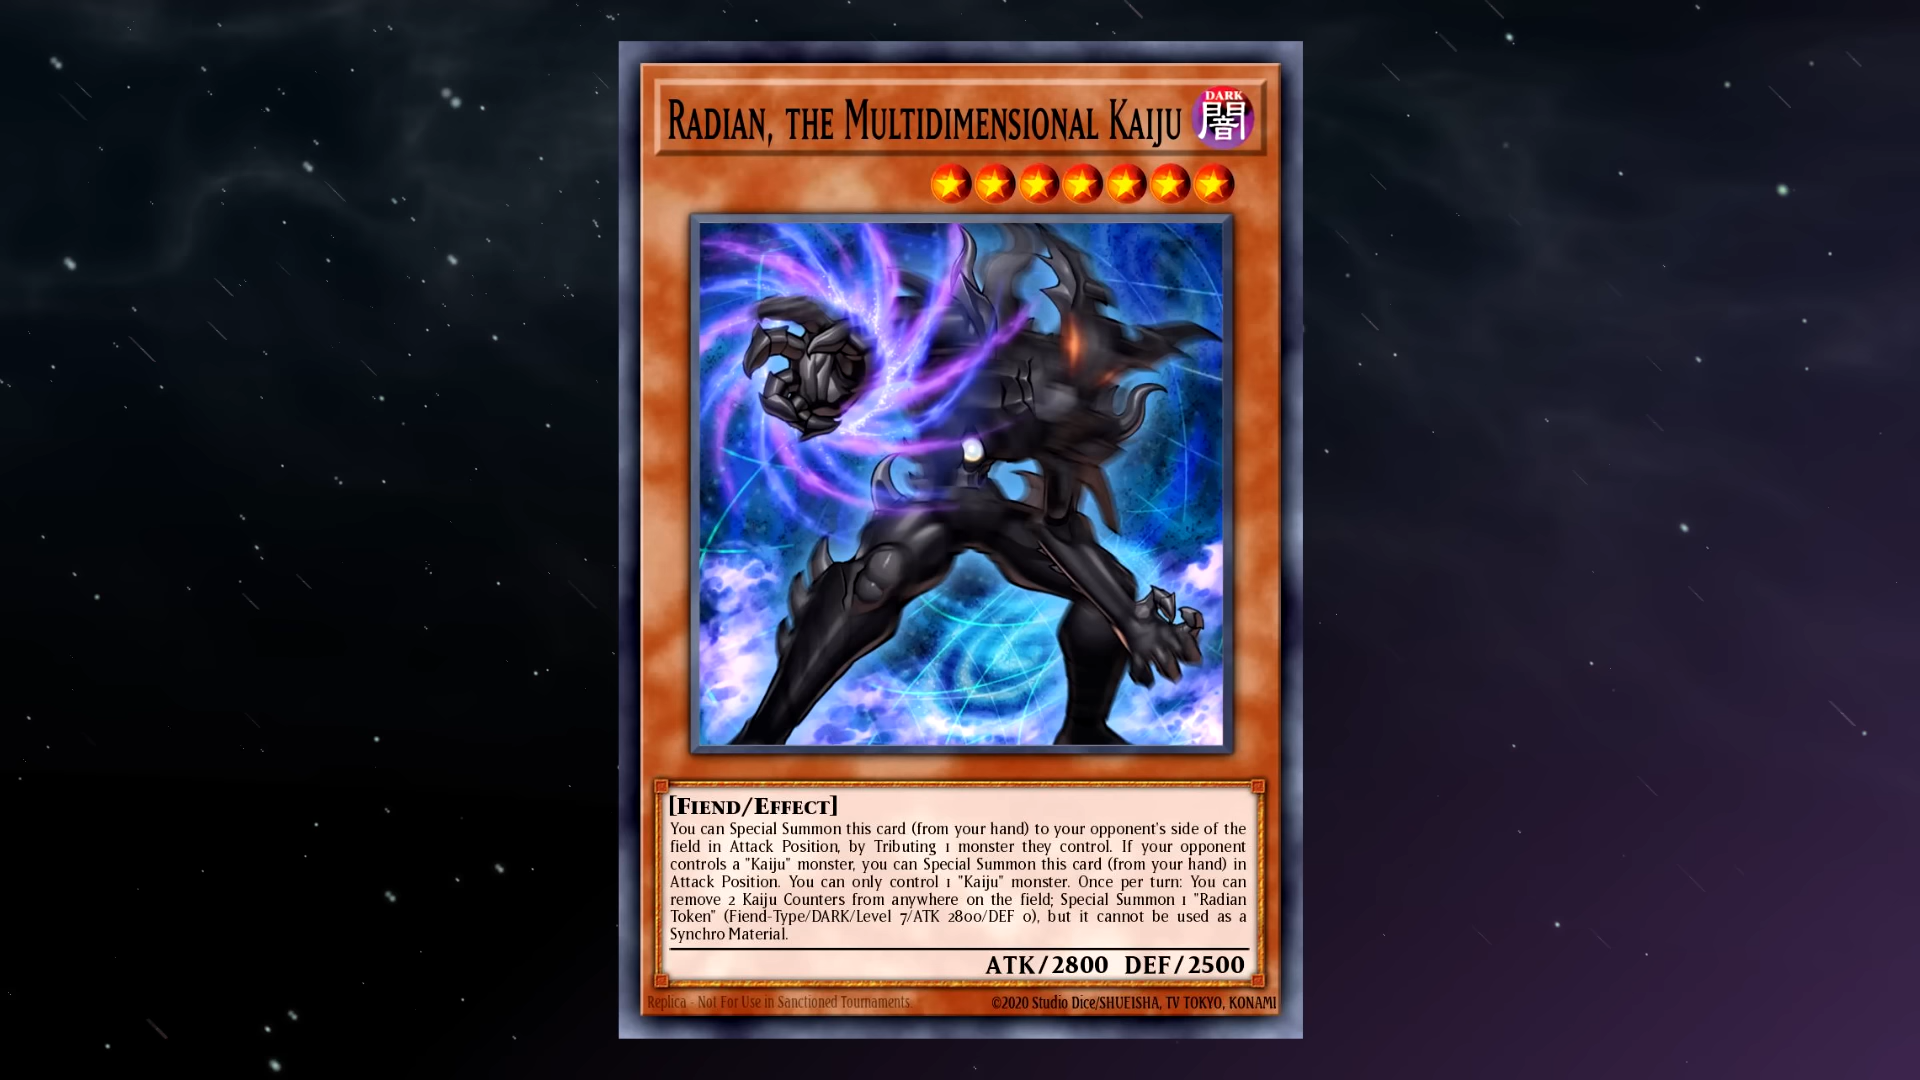 Radian, the Multidimensional Kaiju
DARK
闇
[Fiend/Effect]
You can Special Summon this card (from your hand) to your opponent's side of the
field in Attack Position, by Tributing 1 monster they control. If your opponent
controls a "Kaiju" monster, you can Special Summon this card (from your hand) in
Attack Position. You can only control 1 "Kaiju" monster. Once per turn: You can
remove 2 Kaiju Counters from anywhere on the field; Special Summon 1 "Radian
Token" (Fiend-Type/DARK/Level 7/ATK 2800/DEF 0), but it cannot be used as a
Synchro Material.
ATK/2800 DEF/2500
Replica - Not For Use in Sanctioned Tournaments.
©2020 Studio Dice/SHUEISHA, TV TOKYO, KONAMI